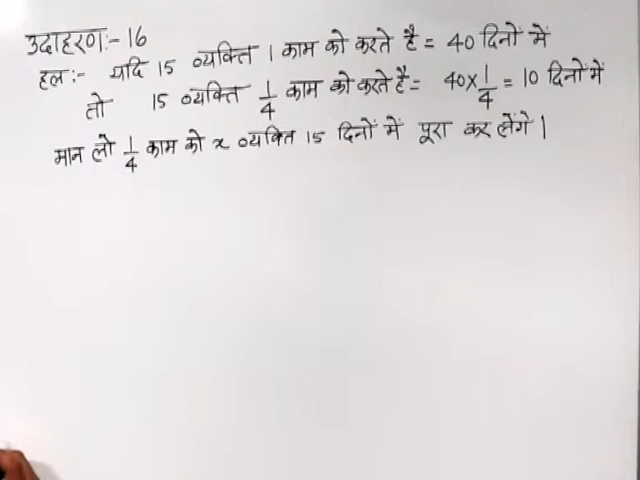 उदाहरण:- 16
हल:- यदि 15 व्यक्ति 1 काम को करते है = 40 दिनों में
तो 15 व्यक्ति 1/4 काम को करते है = 40×1/4 = 10 दिनों में
मान लो 1/4 काम को x व्यक्ति 15 दिनों में पूरा कर लेंगे।